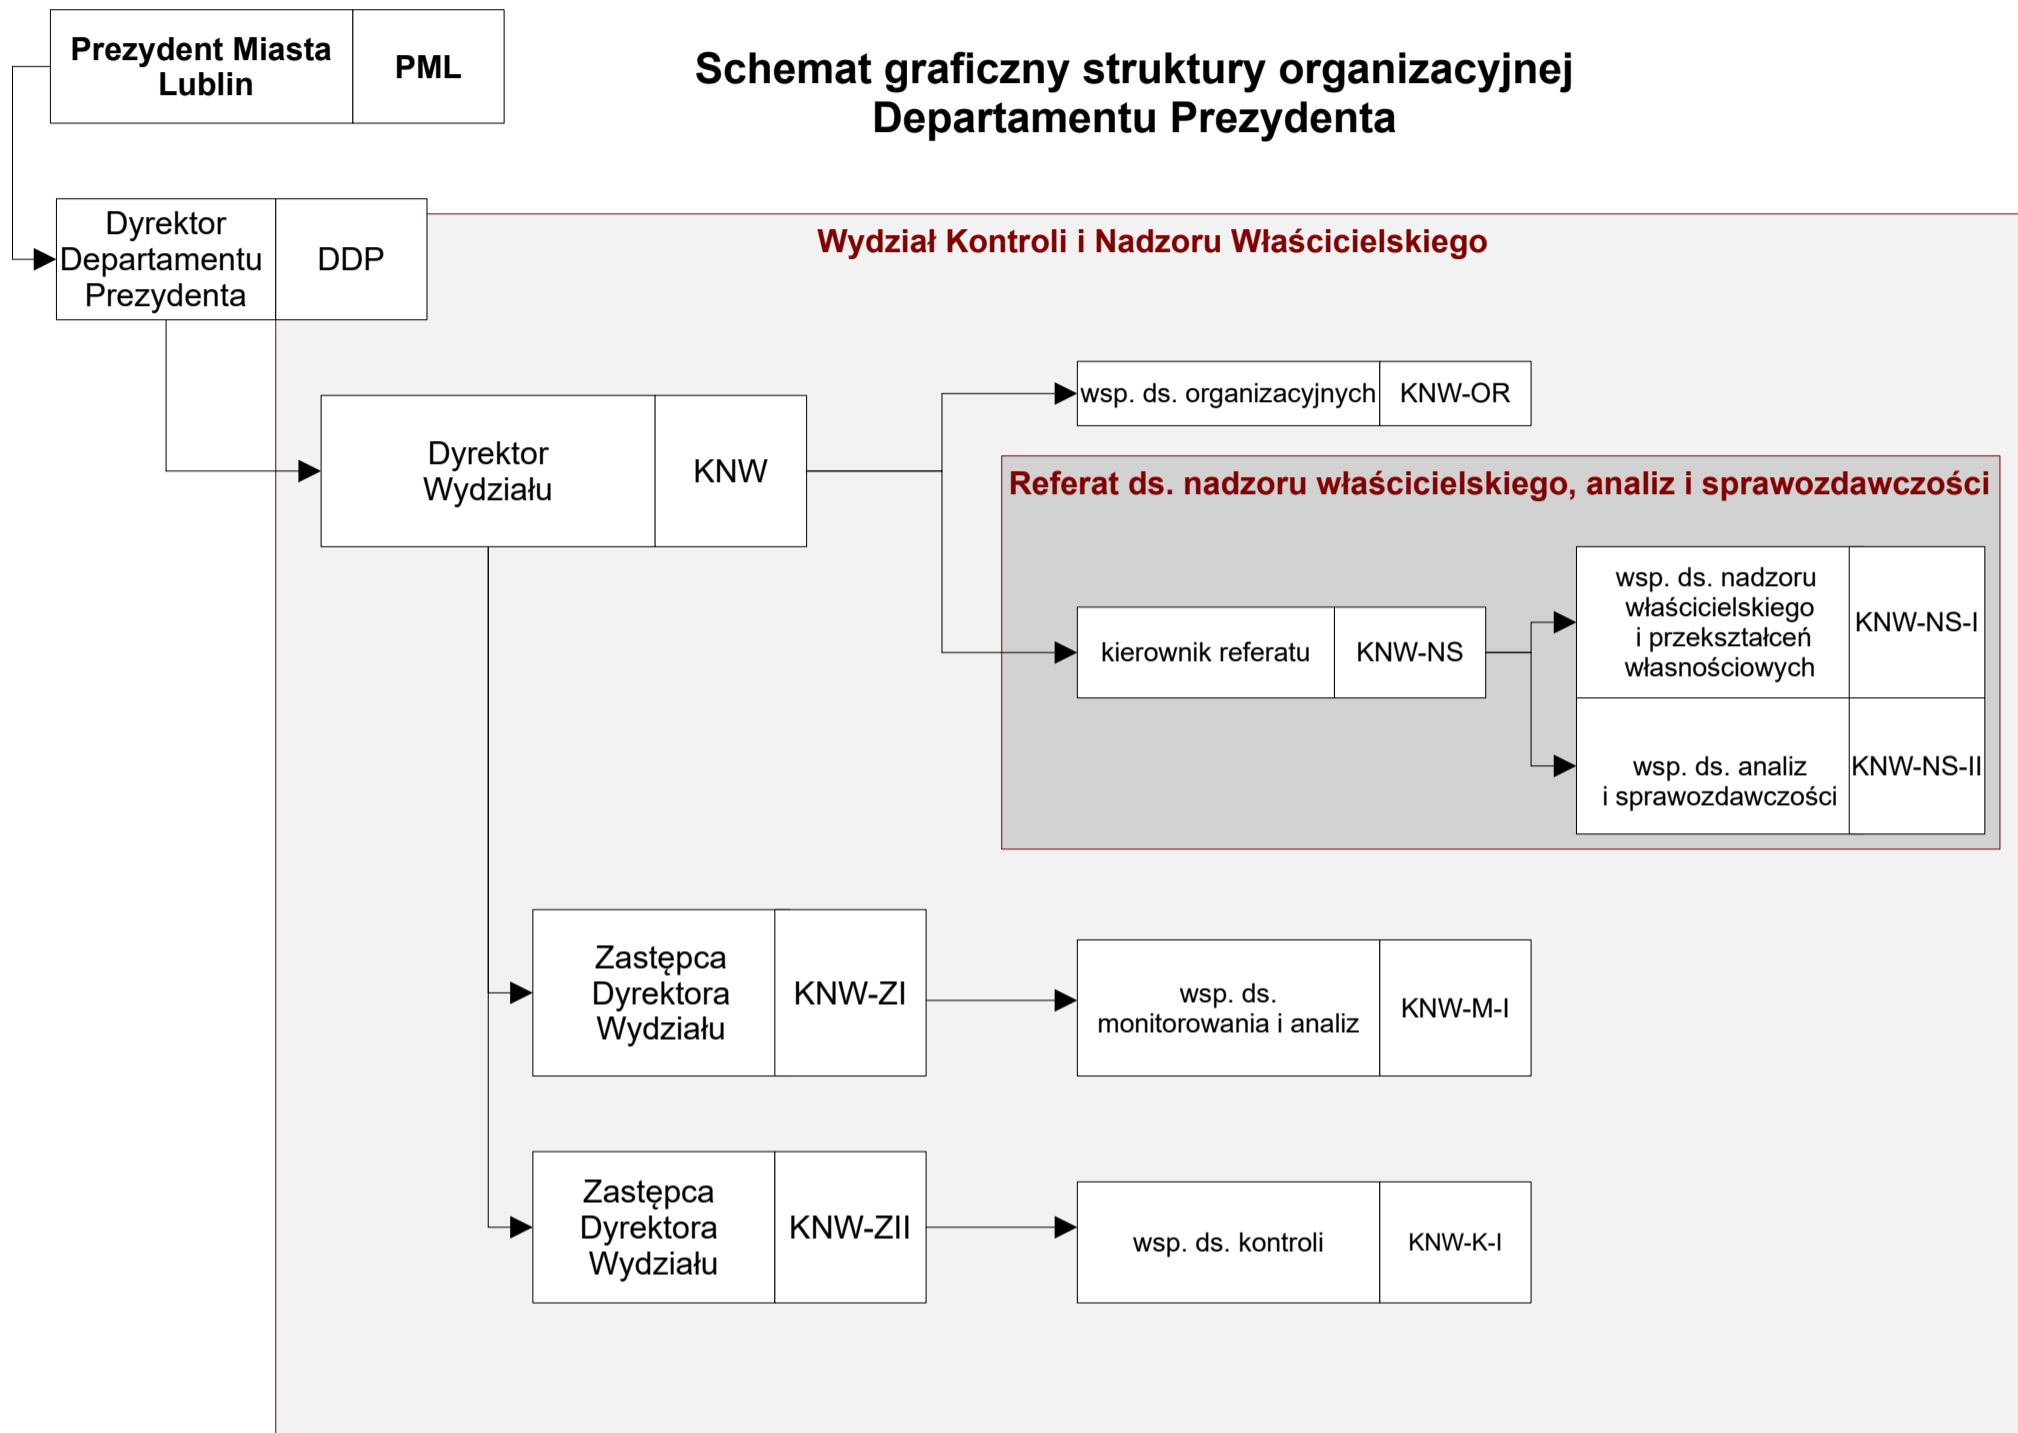 Prezydent Miasta
Lublin
PML
Schemat graficzny struktury organizacyjnej
Departamentu Prezydenta
Dyrektor
Departamentu
Prezydenta
DDP
Wydział Kontroli i Nadzoru Właścicielskiego
Dyrektor
Wydziału
KNW
wsp. ds. organizacyjnych
KNW-OR
Referat ds. nadzoru właścicielskiego, analiz i sprawozdawczości
kierownik referatu
KNW-NS
wsp. ds. nadzoru
właścicielskiego
i przekształceń
własnościowych
KNW-NS-I
wsp. ds. analiz
i sprawozdawczości
KNW-NS-II
Zastępca
Dyrektora
Wydziału
KNW-ZI
wsp. ds.
monitorowania i analiz
KNW-M-I
Zastępca
Dyrektora
Wydziału
KNW-ZII
wsp. ds. kontroli
KNW-K-I